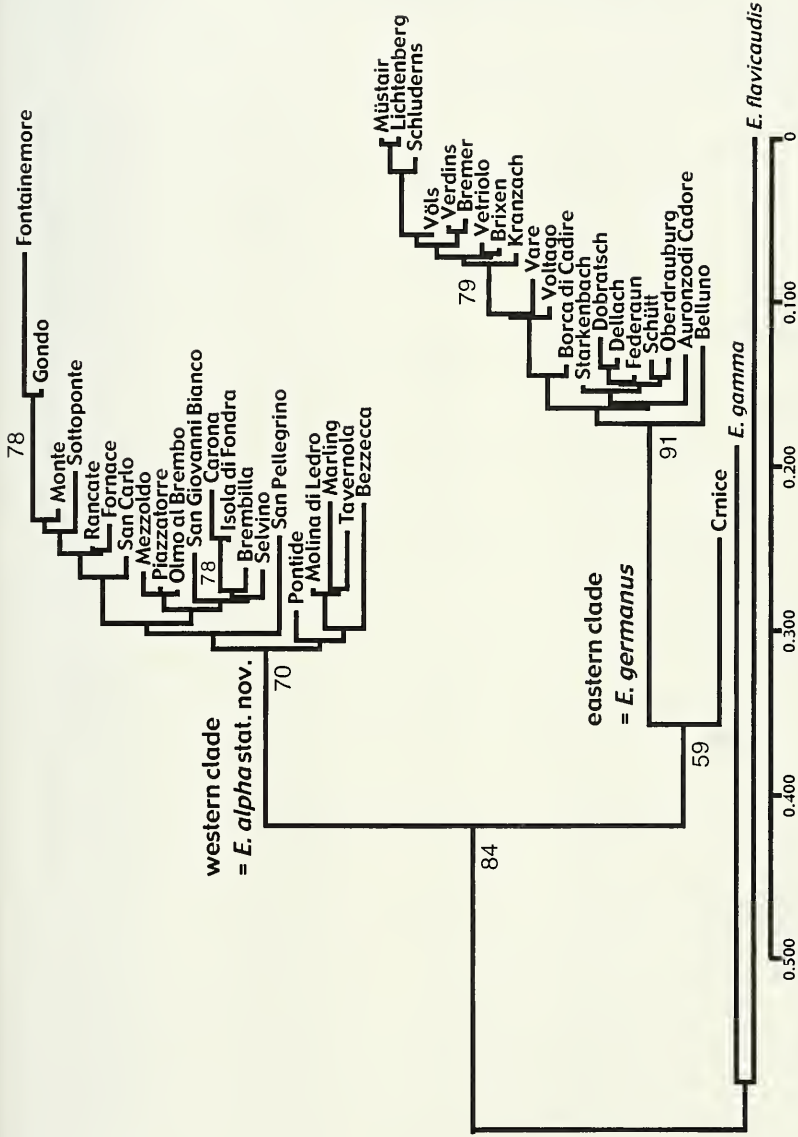 Fontainemore
Gondo
78
Monte
Sottoponte
Rancate
Fornace
San Carlo
Mezzoldo
Piazzatorre
Olmo al Brembo
San Giovanni Bianco
Carona
Isola di Fondra
78
Brembilla
Selvino
San Pellegrino
Pontide
Molina di Ledro
Marling
Tavernola
Bezzecca
western clade
= E. alpha stat. nov.
70
Müstair
Lichtenberg
Schluderns
Völs
Verdins
Bremer
Vetriolo
Brixen
Kranzach
79
Vare
Voltago
Borca di Cadire
Starkenbach
Dobratsch
Dellach
Federaun
Schütt
Oberdrauburg
Auronzodi Cadore
Belluno
91
eastern clade
= E. germanus
Crnice
59
84
E. gamma
E. flavicaudis
0.500
0.400
0.300
0.200
0.100
0